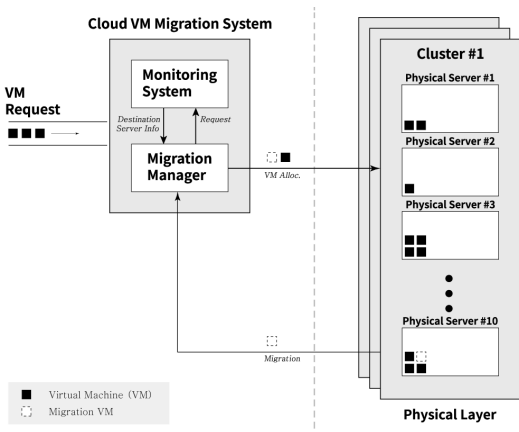 Cloud VM Migration System
VM
Request
Monitoring
System
Destination
Server Info
Request
Migration
Manager
VM Alloc.
Migration
Cluster #1
Physical Server #1
Physical Server #2
Physical Server #3
Physical Server #10
Physical Layer
Virtual Machine (VM)
Migration VM